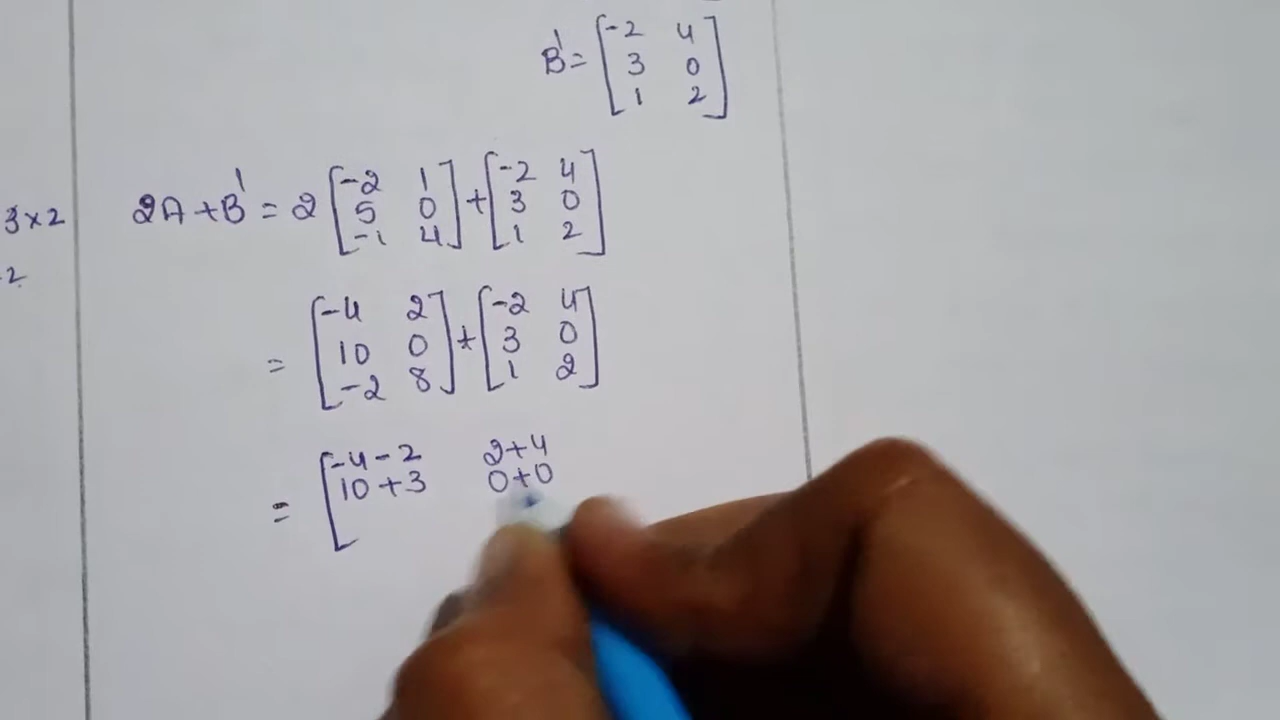 B' = [-2 4
3 0
1 2]
3×2 2A + B' = 2 [-2 1
5 0
-1 4] + [-2 4
3 0
1 2]
-2
= [-4 2
10 0
-2 8] + [-2 4
3 0
1 2]
= [-4-2 2+4
10+3 0+0